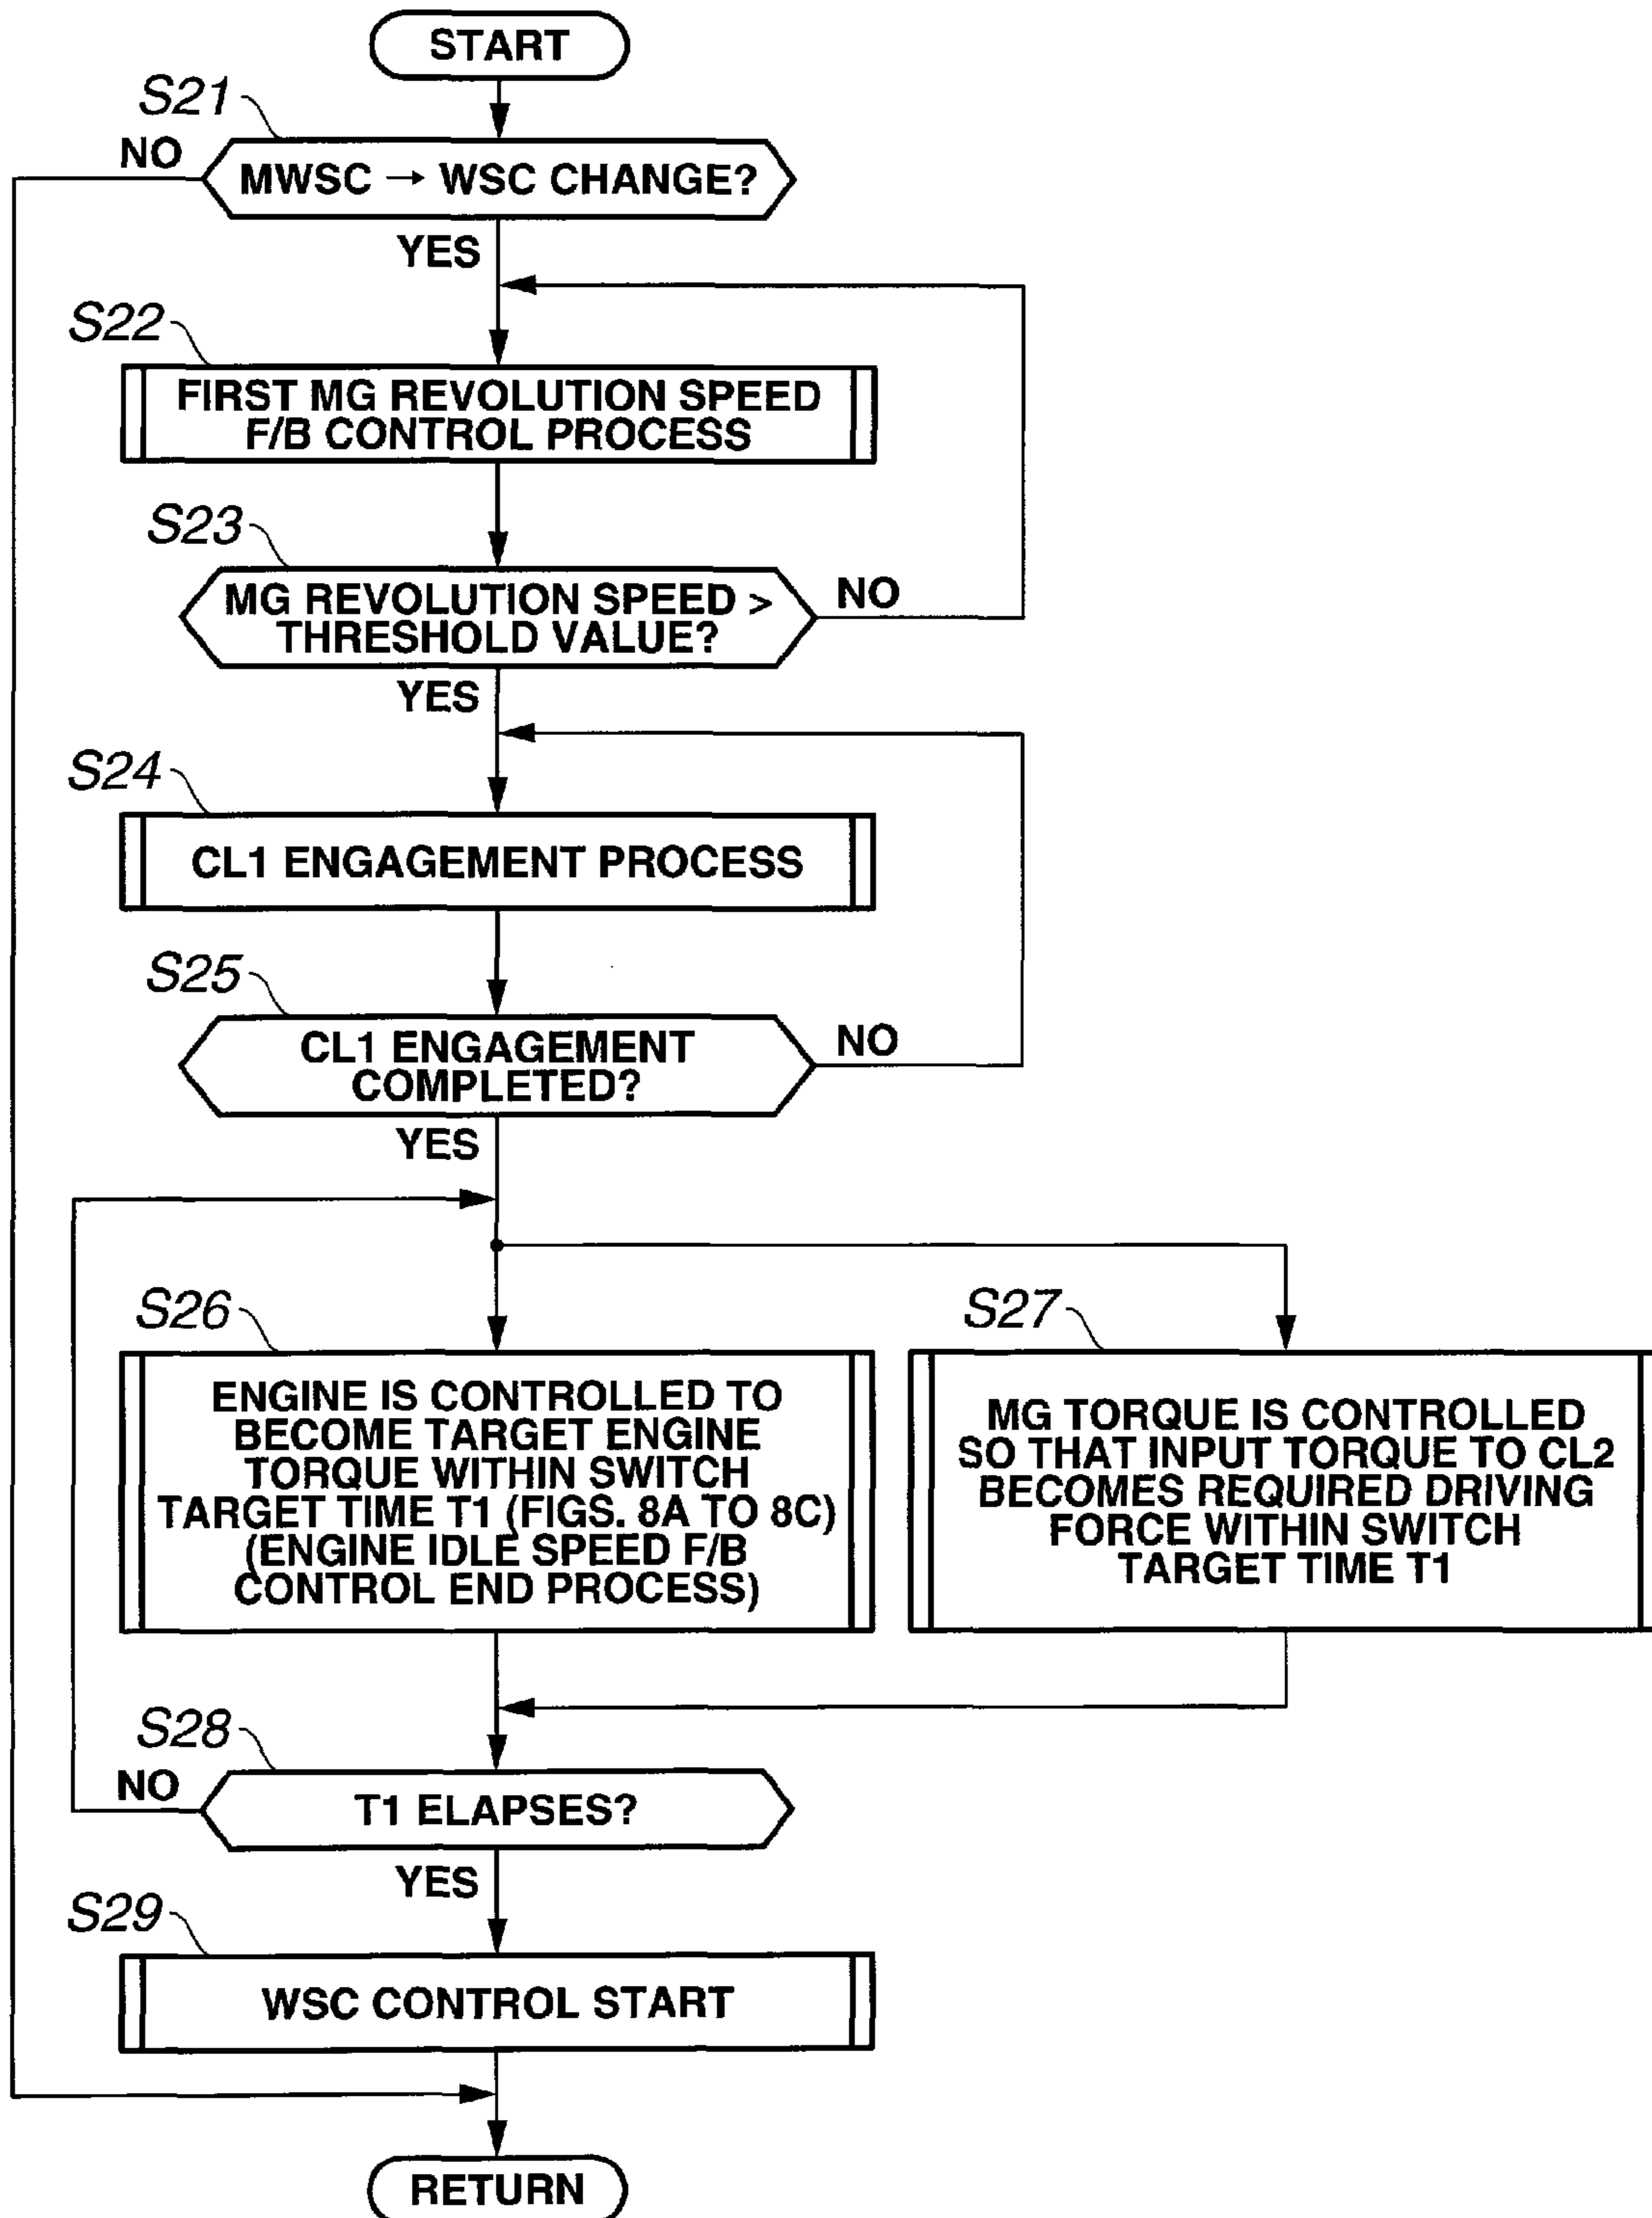 START
S21
NO
MWSC → WSC CHANGE?
YES
S22
FIRST MG REVOLUTION SPEED
F/B CONTROL PROCESS
S23
MG REVOLUTION SPEED >
THRESHOLD VALUE?
NO
YES
S24
CL1 ENGAGEMENT PROCESS
S25
CL1 ENGAGEMENT
COMPLETED?
NO
YES
S26
ENGINE IS CONTROLLED TO
BECOME TARGET ENGINE
TORQUE WITHIN SWITCH
TARGET TIME T1 (FIGS. 8A TO 8C)
(ENGINE IDLE SPEED F/B
CONTROL END PROCESS)
S27
MG TORQUE IS CONTROLLED
SO THAT INPUT TORQUE TO CL2
BECOMES REQUIRED DRIVING
FORCE WITHIN SWITCH
TARGET TIME T1
S28
NO
T1 ELAPSES?
YES
S29
WSC CONTROL START
RETURN